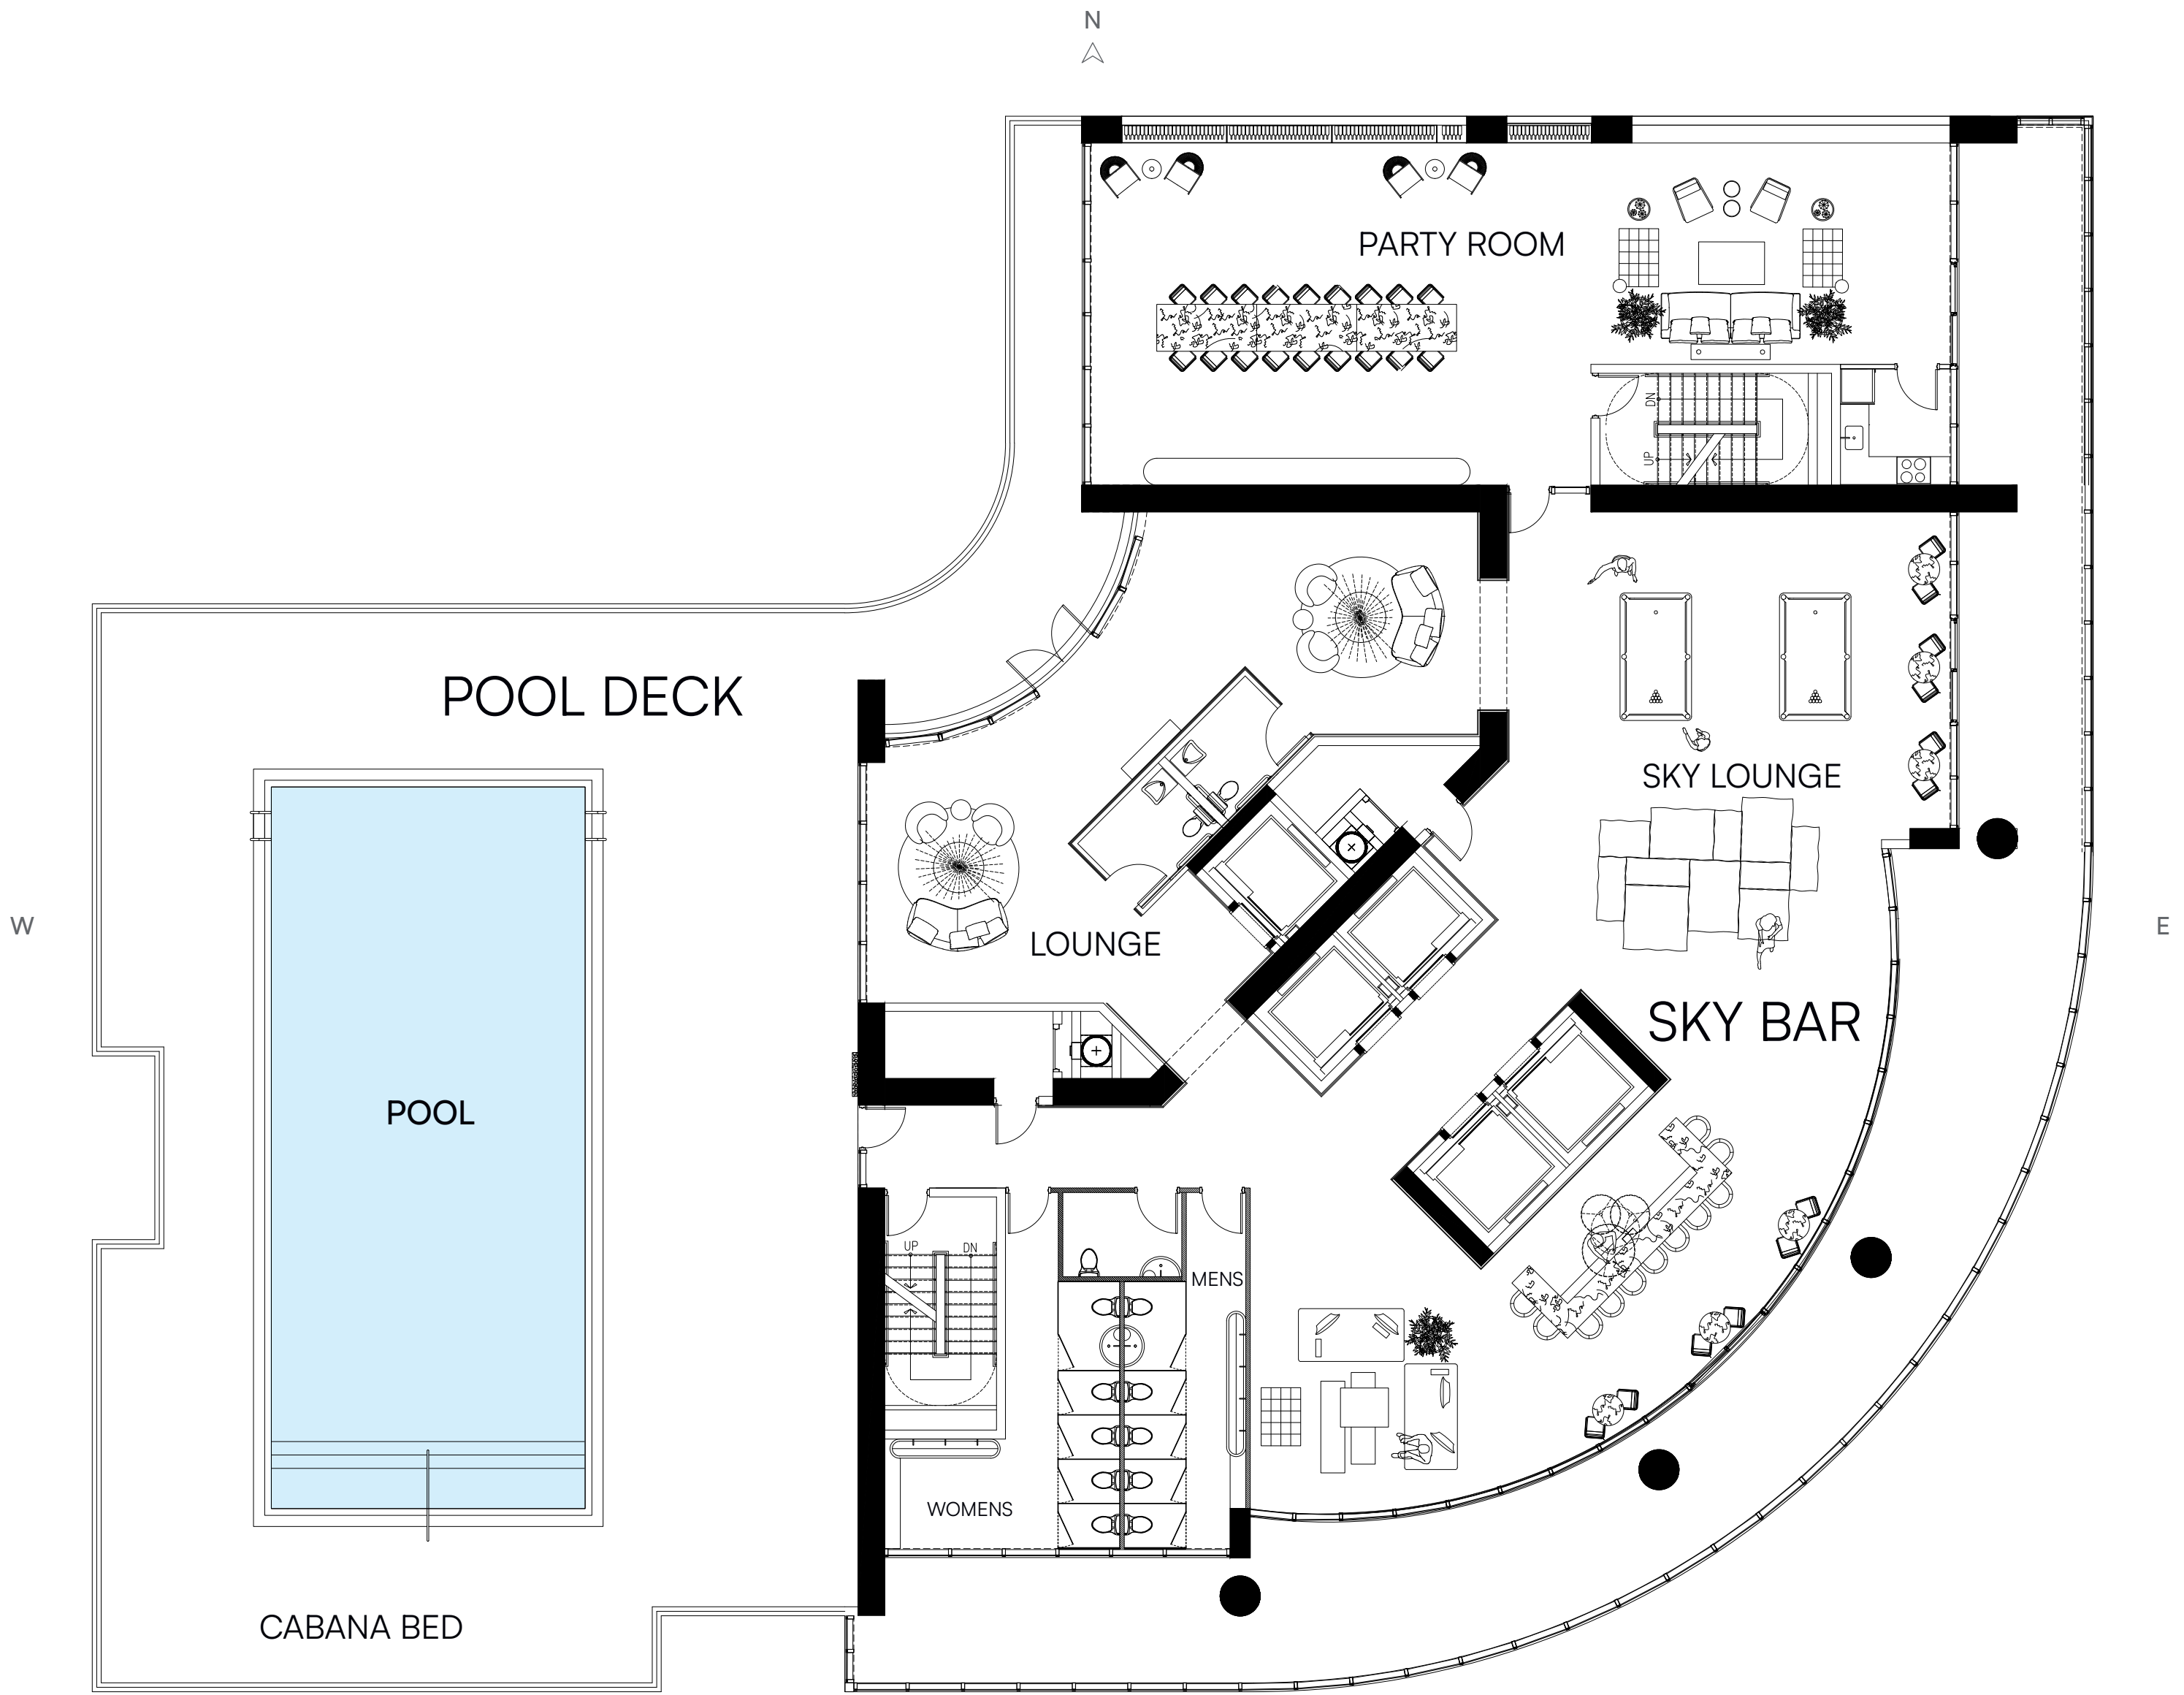 N
PARTY ROOM
DN
UP
POOL DECK
SKY LOUNGE
W
E
LOUNGE
SKY BAR
POOL
UP
DN
MENS
WOMENS
CABANA BED